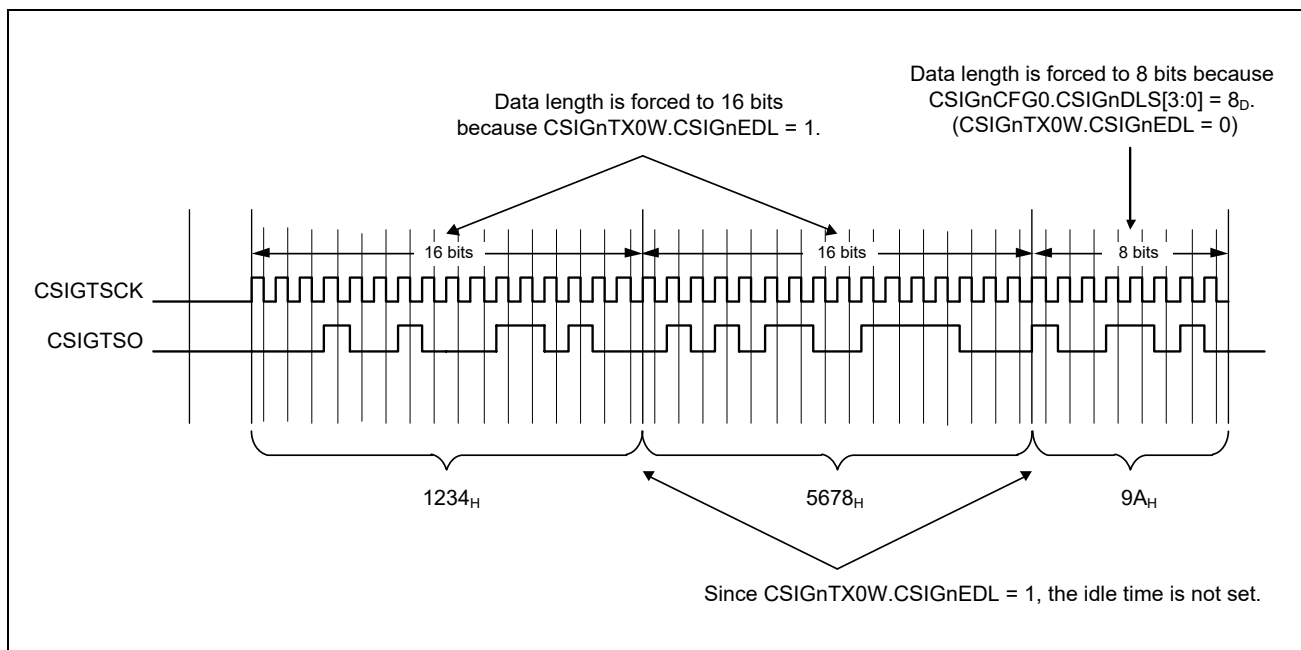 Data length is forced to 16 bits
because CSIGnTX0W.CSIGnEDL = 1.
Data length is forced to 8 bits because
CSIGnCFG0.CSIGnDLS[3:0] = 8D.
(CSIGnTX0W.CSIGnEDL = 0)
16 bits
16 bits
8 bits
CSIGTSCK
CSIGTSO
1234H
5678H
9AH
Since CSIGnTX0W.CSIGnEDL = 1, the idle time is not set.